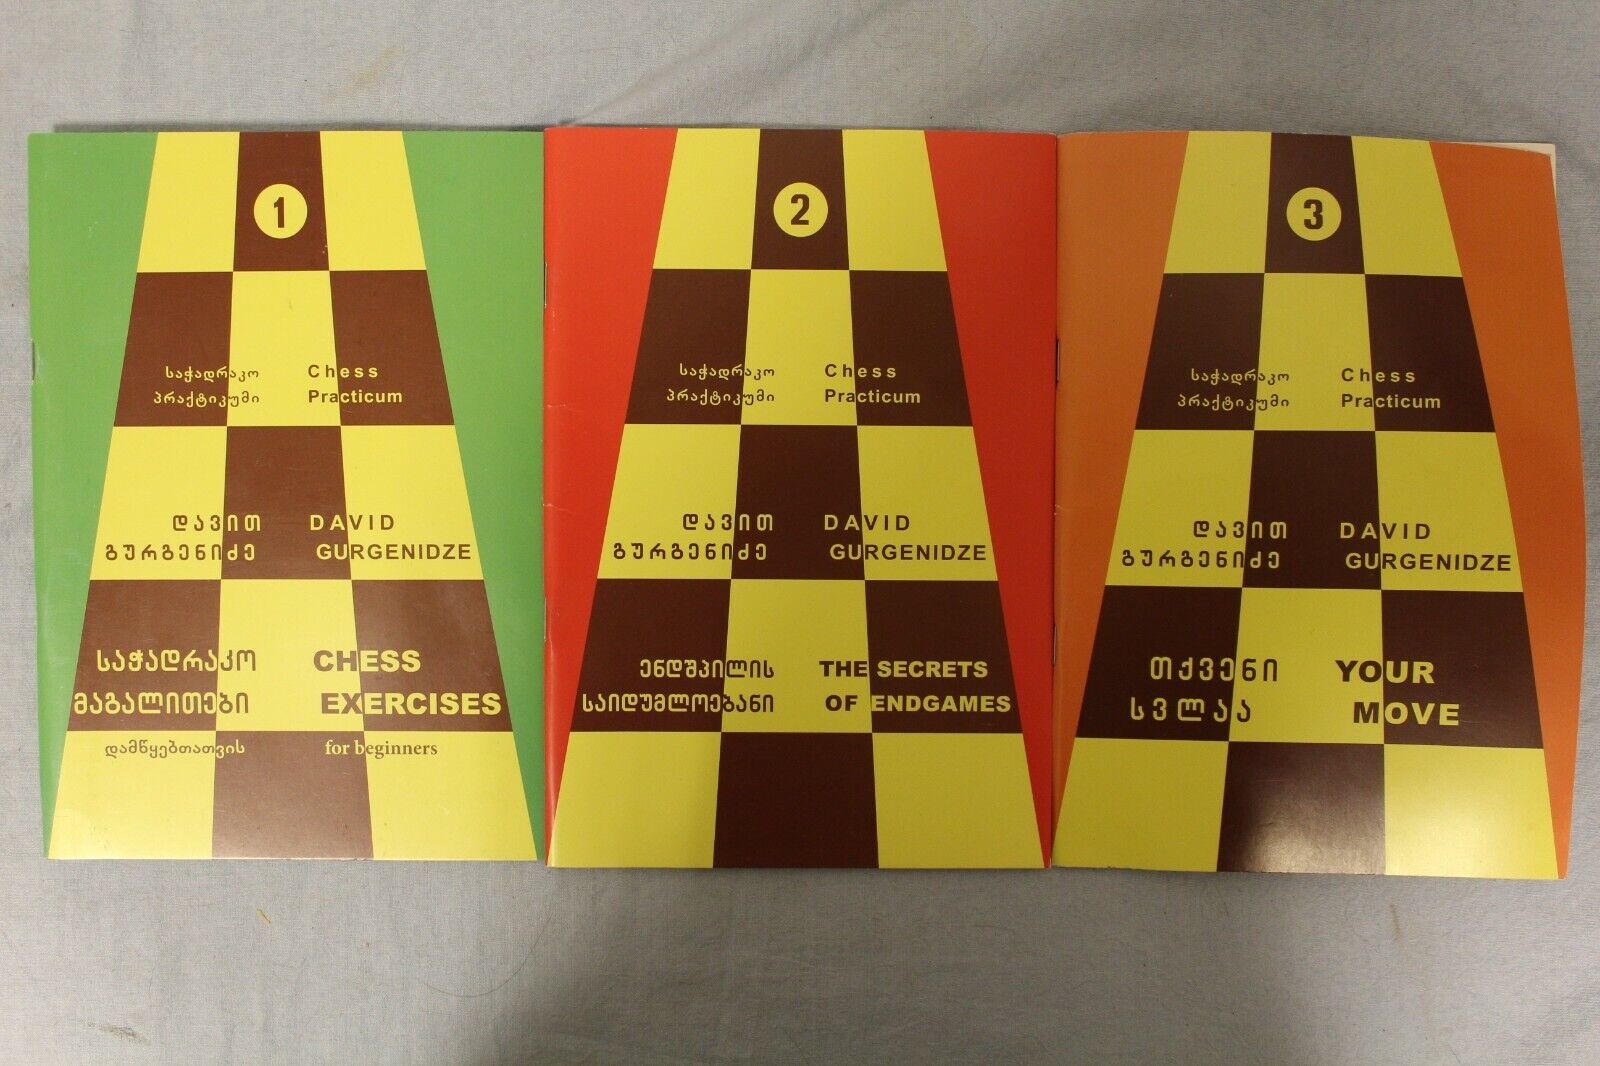 1
საჭადრაკო Chess
პრაქტიკუმი Practicum
დავით DAVID
გურგენიძე GURGENIDZE
საჭადრაკო CHESS
მაგალითები EXERCISES
დამწყებთათვის for beginners
2
საჭადრაკო Chess
პრაქტიკუმი Practicum
დავით DAVID
გურგენიძე GURGENIDZE
ენდშპილის THE SECRETS
საიდუმლოებანი OF ENDGAMES
3
საჭადრაკო Chess
პრაქტიკუმი Practicum
დავით DAVID
გურგენიძე GURGENIDZE
თქვენი YOUR
სვლაა MOVE